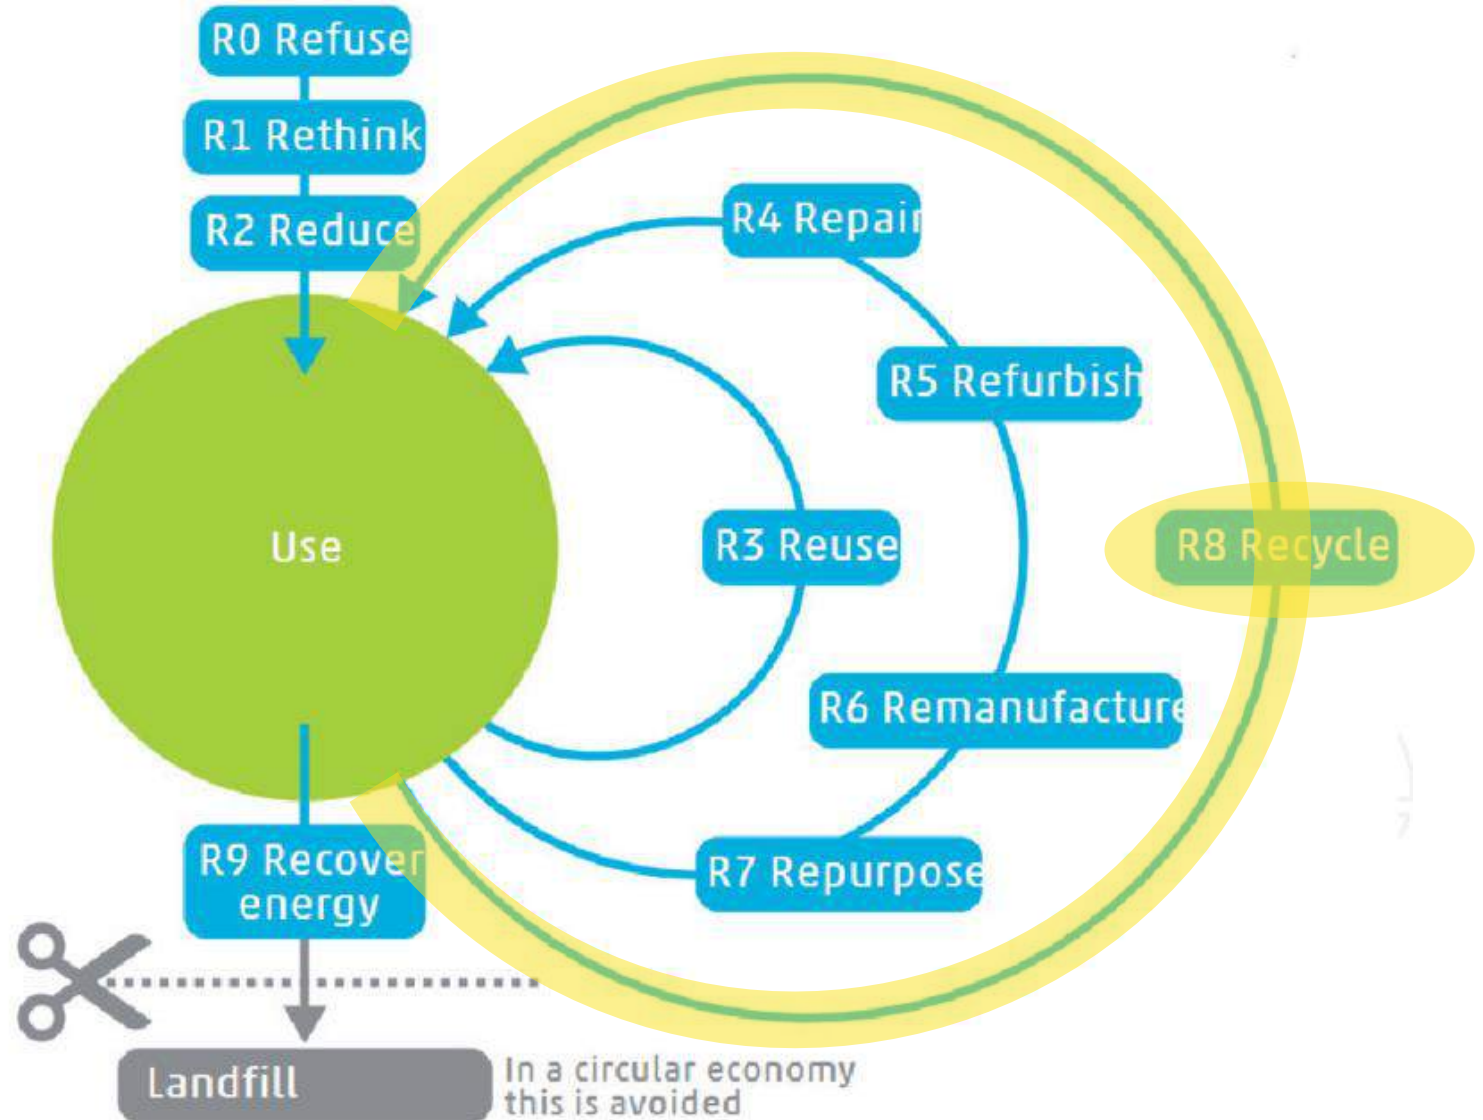 R0 Refuse
R1 Rethink
R2 Reduce
R4 Repair
R5 Refurbish
Use
R3 Reuse
R8 Recycle
R6 Remanufacture
R9 Recover
energy
R7 Repurpose
Landfill
In a circular economy
this is avoided